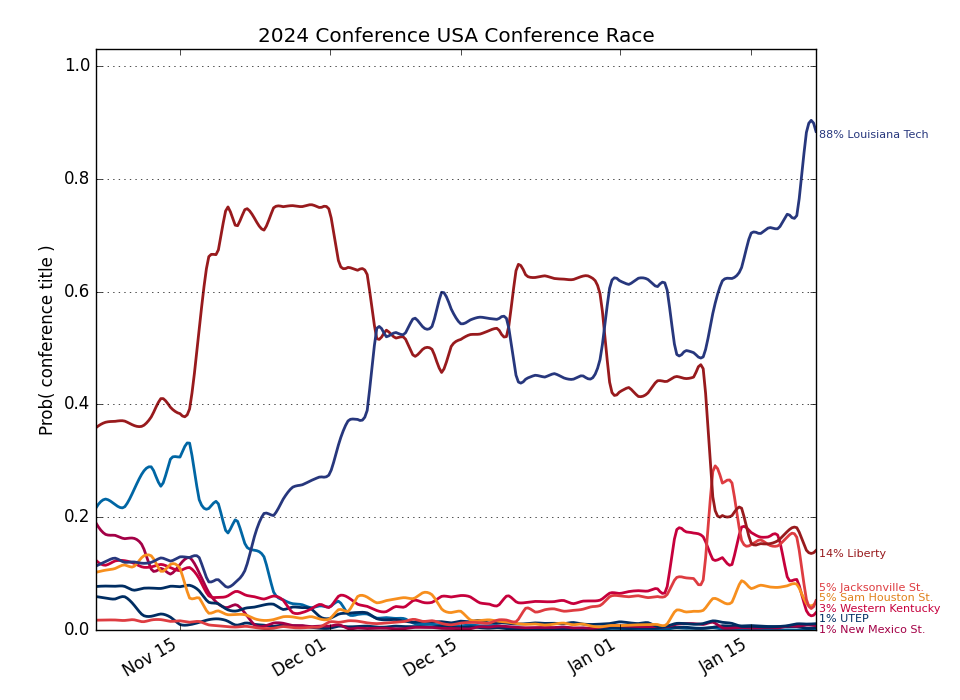 2024 Conference USA Conference Race
Prob( conference title )
1.0
0.8
0.6
0.4
0.2
0.0
Nov 15
Dec 01
Dec 15
Jan 01
Jan 15
88% Louisiana Tech
14% Liberty
5% Jacksonville St.
5% Sam Houston St.
3% Western Kentucky
1% UTEP
1% New Mexico St.